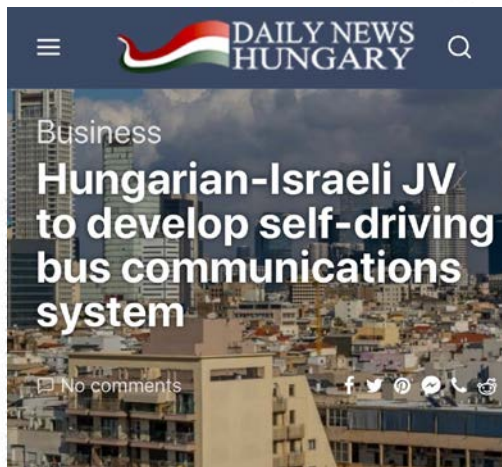 DAILY NEWS
HUNGARY
Business
Hungarian-Israeli JV
to develop self-driving
bus communications
system
No comments